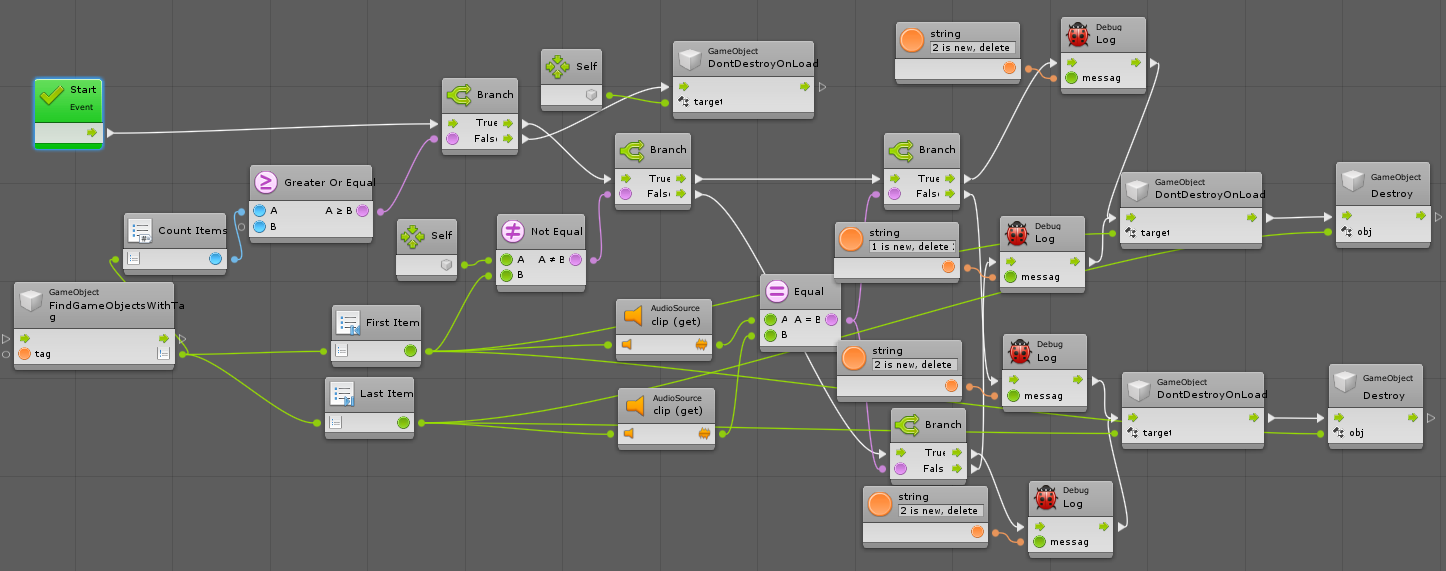 Start
Event
Branch
True
Fals
Self
GameObject
DontDestroyOnLoad
target
string
2 is new, delete
Debug
Log
messag
Greater Or Equal
A A ≥ B
B
Count Items
GameObject
FindGameObjectsWithTa
g
tag
Self
Not Equal
A A ≠ B
B
Branch
True
Fals
First Item
Last Item
AudioSource
clip (get)
AudioSource
clip (get)
Equal
A A = B
B
Branch
True
Fals
string
1 is new, delete
Debug
Log
messag
GameObject
DontDestroyOnLoad
target
GameObject
Destroy
obj
string
2 is new, delete
Debug
Log
messag
GameObject
DontDestroyOnLoad
target
GameObject
Destroy
obj
Branch
True
Fals
string
2 is new, delete
Debug
Log
messag